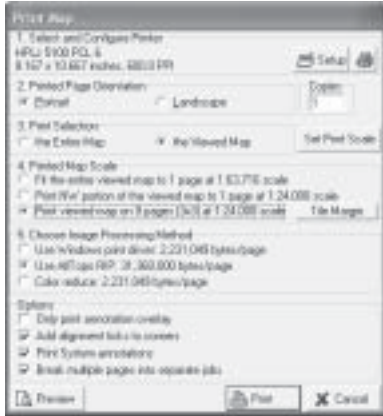 Print Map
1. Select and Configure Printer
HPLJ 5100 PCL 6
8.167 x 10.667 inches, 600.0 PPI
Setup
2. Printed Page Orientation
Portrait
Landscape
Copies:
1
3. Print Selection
the Entire Map
the Viewed Map
Set Print Scale
4. Printed Map Scale
Fit the entire viewed map to 1 page at 1:63,716 scale
Print 'NW' portion of the viewed map to 1 page at 1:24,000 scale
Print viewed map on 9 pages (3x3) at 1:24,000 scale
Tile Margin
5. Choose Image Processing Method
Use Windows print driver: 2,231,049 bytes/page
Use AllTopo RIP: 31,360,000 bytes/page
Color reduce: 2,231,049 bytes/page
Options
Only print annotation overlay
Add alignment ticks to corners
Print System annotations
Break multiple pages into separate jobs
Preview
Print
Cancel